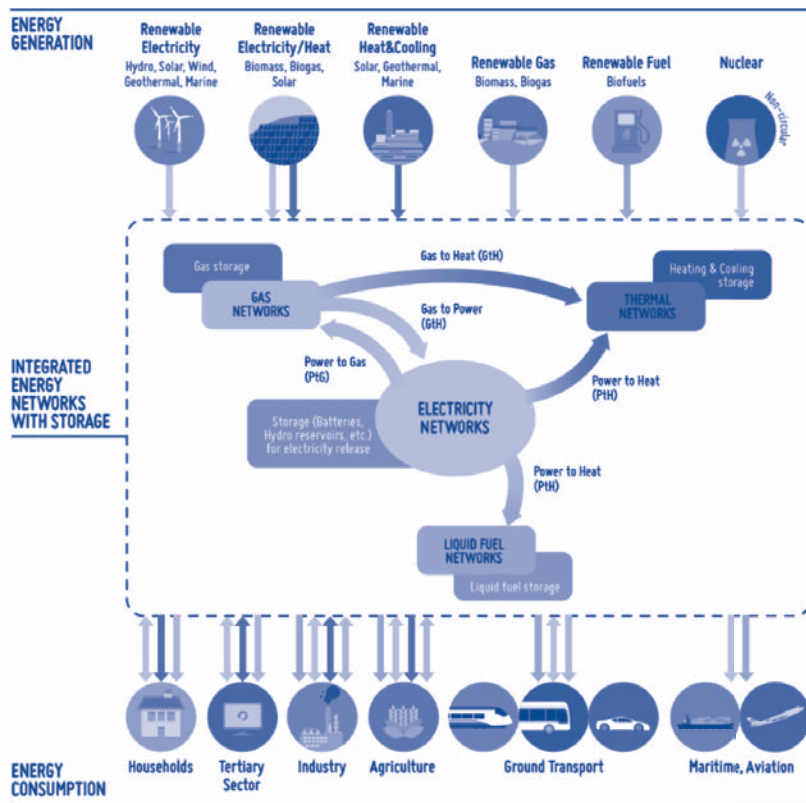 ENERGY
GENERATION
Renewable
Electricity
Hydro, Solar, Wind,
Geothermal, Marine
Renewable
Electricity/Heat
Biomass, Biogas,
Solar
Renewable
Heat&Cooling
Solar, Geothermal,
Marine
Renewable Gas
Biomass, Biogas
Renewable Fuel
Biofuels
Nuclear
Non-circular
Gas storage
GAS
NETWORKS
Gas to Heat (GtH)
Heating & Cooling
storage
THERMAL
NETWORKS
Gas to Power
(GtH)
Power to Gas
(PtG)
INTEGRATED
ENERGY
NETWORKS
WITH STORAGE
ELECTRICITY
NETWORKS
Power to Heat
(PtH)
Storage (Batteries,
Hydro reservoirs, etc.)
for electricity release
Power to Heat
(PtH)
LIQUID FUEL
NETWORKS
Liquid fuel storage
Households
Tertiary
Sector
Industry
Agriculture
Ground Transport
Maritime, Aviation
ENERGY
CONSUMPTION